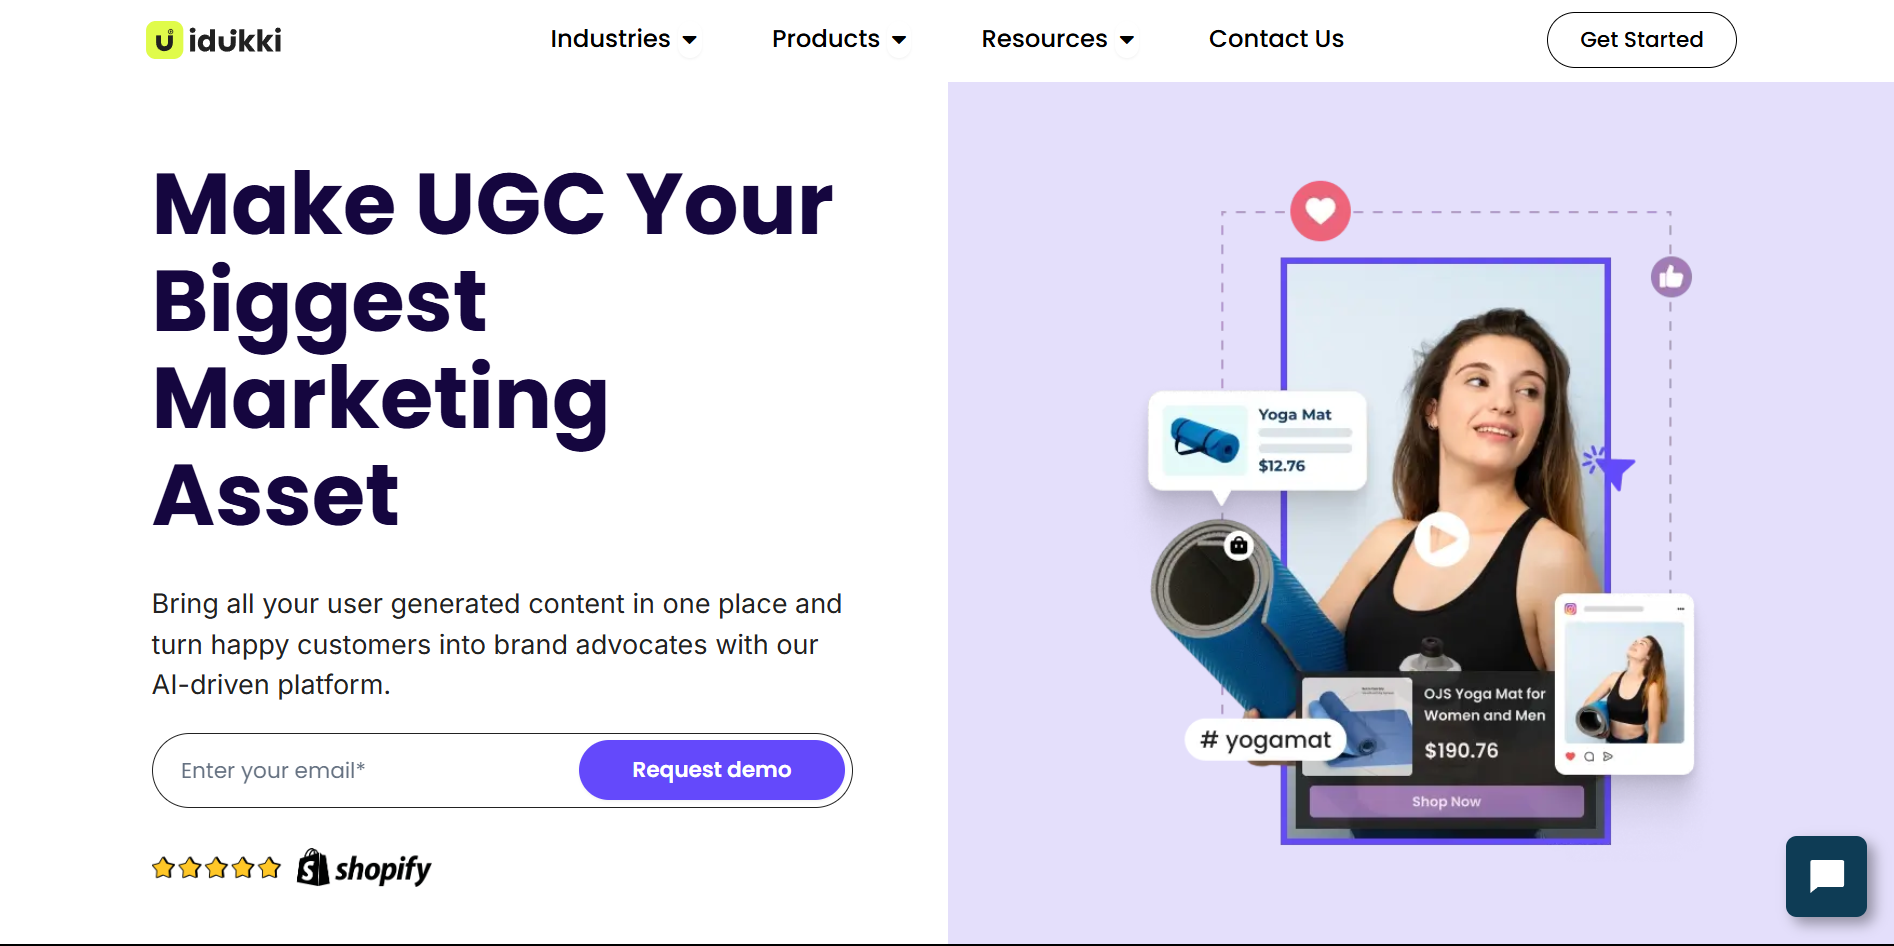 idukki
Industries
Products
Resources
Contact Us
Get Started
Make UGC Your
Biggest
Marketing
Asset
Bring all your user generated content in one place and
turn happy customers into brand advocates with our
AI-driven platform.
Enter your email*
Request demo
shopify
Yoga Mat
$12.76
# yogamat
OJS Yoga Mat for
Women and Men
$190.76
Shop Now